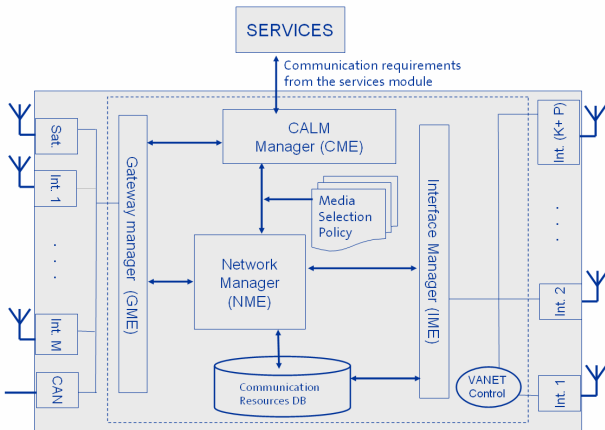 SERVICES
Communication requirements
from the services module
Sat.
Int. 1
. . .
Int. M
CAN
Gateway manager (GME)
CALM
Manager (CME)
Media
Selection
Policy
Network
Manager
(NME)
Communication
Resources DB
Interface Manager (IME)
VANET
Control
Int. (K+ P)
. . .
Int. 2
Int. 1